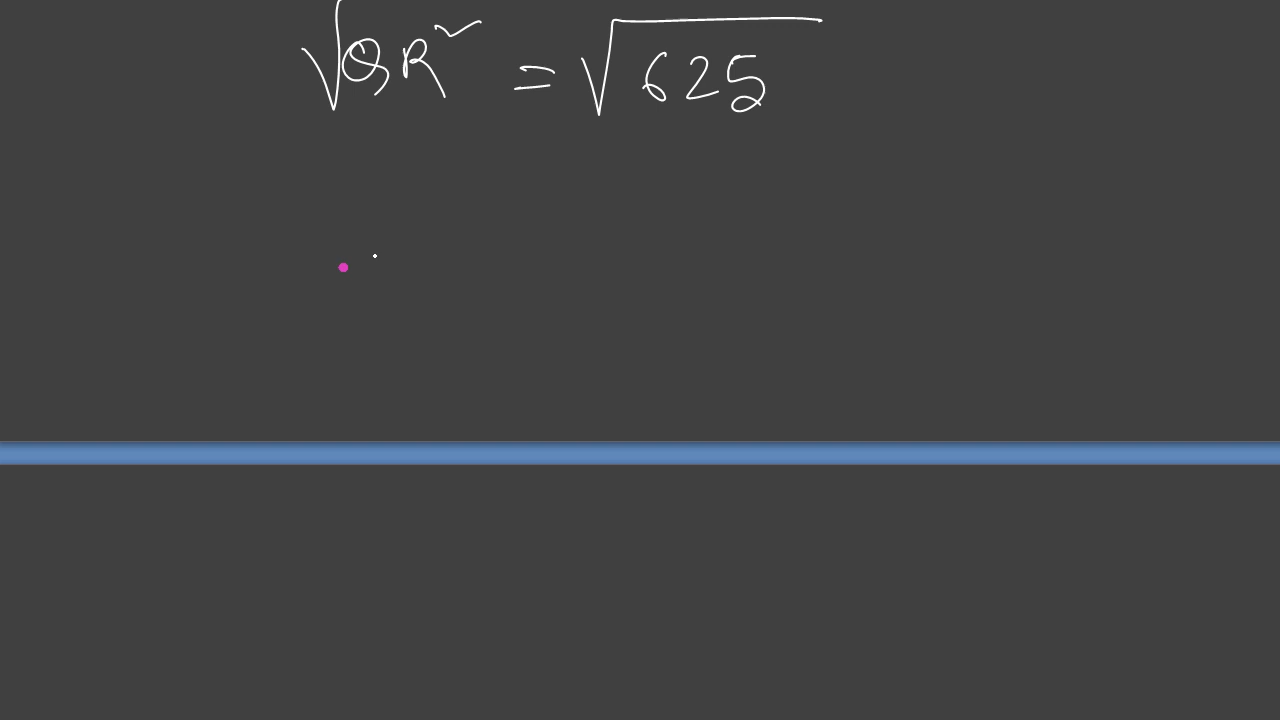 √QR² = √625